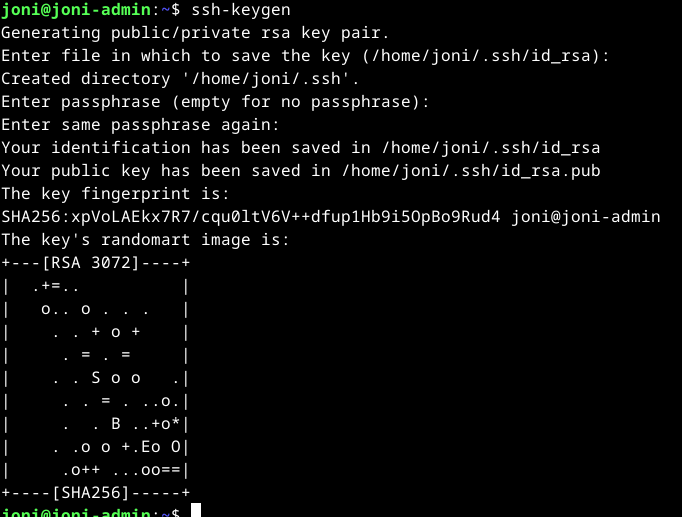 joni@joni-admin:~$ ssh-keygen
Generating public/private rsa key pair.
Enter file in which to save the key (/home/joni/.ssh/id_rsa):
Created directory '/home/joni/.ssh'.
Enter passphrase (empty for no passphrase):
Enter same passphrase again:
Your identification has been saved in /home/joni/.ssh/id_rsa
Your public key has been saved in /home/joni/.ssh/id_rsa.pub
The key fingerprint is:
SHA256:xpVoLAEkx7R7/cqu0ltV6V++dfup1Hb9i5OpBo9Rud4 joni@joni-admin
The key's randomart image is:
+---[RSA 3072]----+
|  .+=..          |
|   o.. o . . .   |
|    . . + o +    |
|     . = . =     |
|    . . S o o   .|
|     . . = . ..o.|
|     .  . B ..+o*|
|    . .o o +.Eo O|
|     .o++ ...oo==|
+----[SHA256]-----+
joni@joni-admin:~$